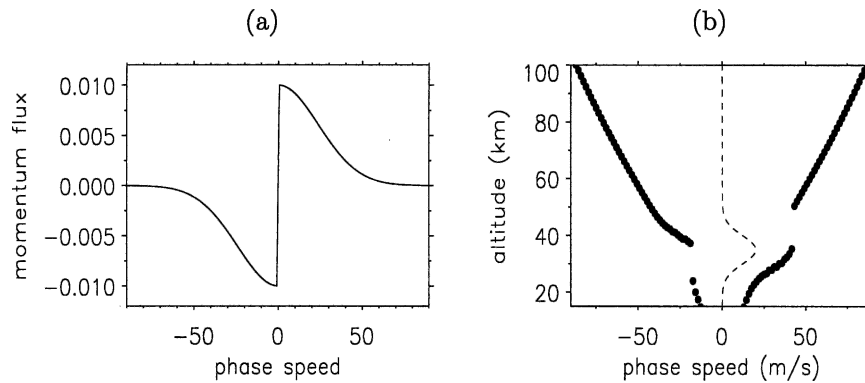 (a)
(b)
0.010
0.005
0.000
-0.005
-0.010
momentum flux
-50
0
50
phase speed
100
80
60
40
20
altitude (km)
-50
0
50
phase speed (m/s)